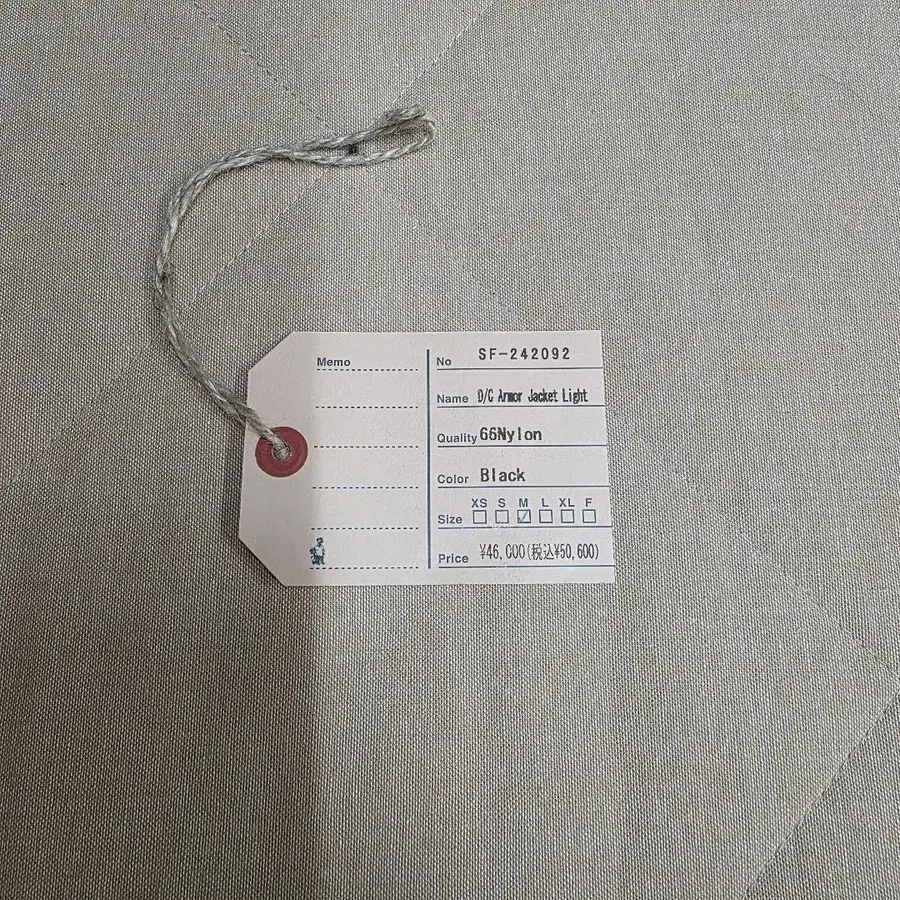 Memo
No SF-242092
Name D/C Armor Jacket Light
Quality 66Nylon
Color Black
XS S M L XL F
Size
Price ¥46,000(税込¥50,600)